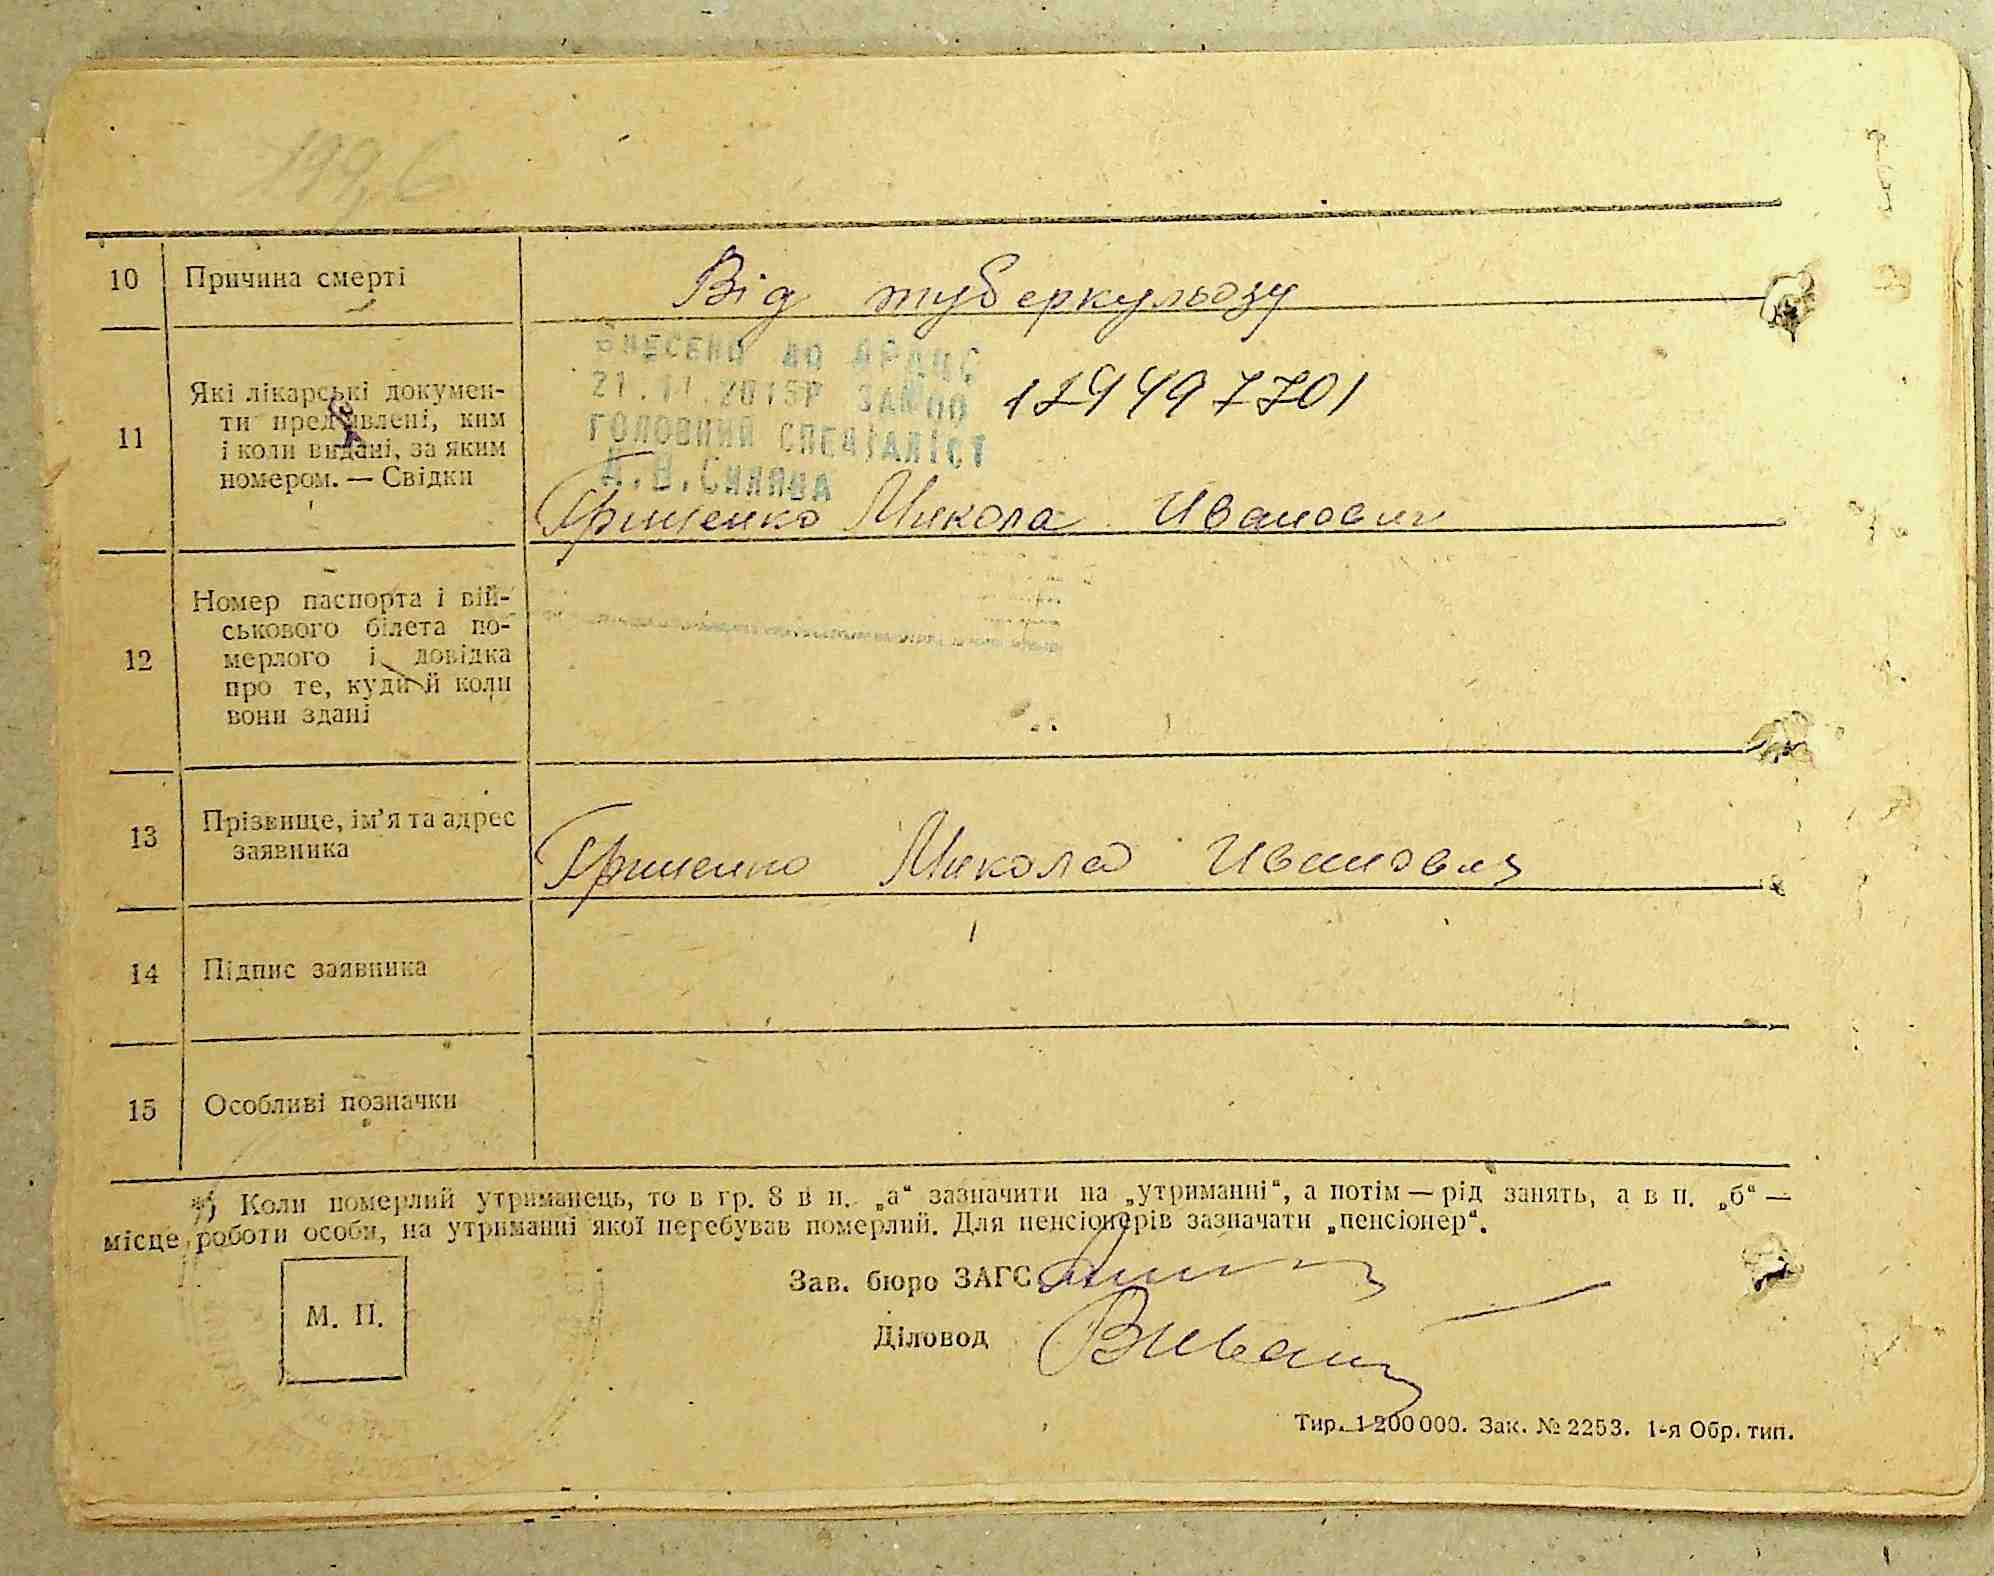 199,6
10 Причина смерті Від туберкульозу
Внесено до ДРАЦС
21.11.2015Р ЗА№00 174497701
ГОЛОВНИЙ СПЕЦІАЛІСТ
11 Які лікарські докумен-
ти пред'явлені, ким
і коли видані, за яким
номером. — Свідки
Грищенко Микола Иванович
12 Номер паспорта і вій-
ськового білета по-
мерлого і довідка
про те, куди й коли
вони здані
13 Прізвище, ім'я та адрес
заявника
Грищенко Микола Иванович
14 Підпис заявника
15 Особливі позначки
*) Коли померлий утриманець, то в гр. 8 в п. „а“ зазначити на „утриманні“, а потім — рід занять, а в п. „б“ —
місце роботи особи, на утриманні якої перебував померлий. Для пенсіонерів зазначати „пенсіонер“.
Зав. бюро ЗАГС
М. П.
Діловод
Тир. 1 200 000. Зак. № 2253. 1-я Обр. тип.